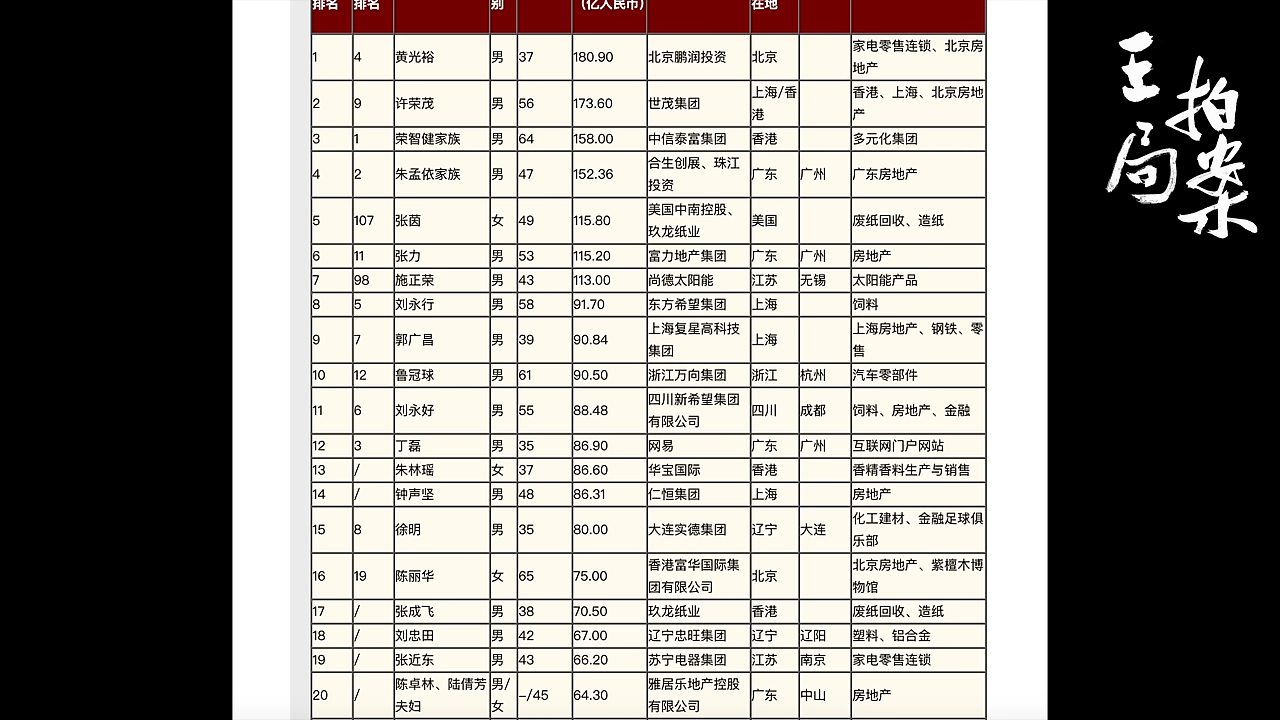 排名 排名 别 (亿人民币) 在地
1 4 黄光裕 男 37 180.90 北京鹏润投资 北京 家电零售连锁、北京房
地产
2 9 许荣茂 男 56 173.60 世茂集团 上海/香
港 香港、上海、北京房地
产
3 1 荣智健家族 男 64 158.00 中信泰富集团 香港 多元化集团
4 2 朱孟依家族 男 47 152.36 合生创展、珠江
投资 广东 广州 广东房地产
5 107 张茵 女 49 115.80 美国中南控股、
玖龙纸业 美国 废纸回收、造纸
6 11 张力 男 53 115.20 富力地产集团 广东 广州 房地产
7 98 施正荣 男 43 113.00 尚德太阳能 江苏 无锡 太阳能产品
8 5 刘永行 男 58 91.70 东方希望集团 上海 饲料
9 7 郭广昌 男 39 90.84 上海复星高科技
集团 上海 上海房地产、钢铁、零
售
10 12 鲁冠球 男 61 90.50 浙江万向集团 浙江 杭州 汽车零部件
11 6 刘永好 男 55 88.48 四川新希望集团
有限公司 四川 成都 饲料、房地产、金融
12 3 丁磊 男 35 86.90 网易 广东 广州 互联网门户网站
13 / 朱林瑶 女 37 86.60 华宝国际 香港 香精香料生产与销售
14 / 钟声坚 男 48 86.31 仁恒集团 上海 房地产
15 8 徐明 男 35 80.00 大连实德集团 辽宁 大连 化工建材、金融足球俱
乐部
16 19 陈丽华 女 65 75.00 香港富华国际集
团有限公司 北京 北京房地产、紫檀木博
物馆
17 / 张成飞 男 38 70.50 玖龙纸业 香港 废纸回收、造纸
18 / 刘忠田 男 42 67.00 辽宁忠旺集团 辽宁 辽阳 塑料、铝合金
19 / 张近东 男 43 66.20 苏宁电器集团 江苏 南京 家电零售连锁
20 / 陈卓林、陆倩芳
夫妇 男/
女 –/45 64.30 雅居乐地产控股
有限公司 广东 中山 房地产
王局
拍案